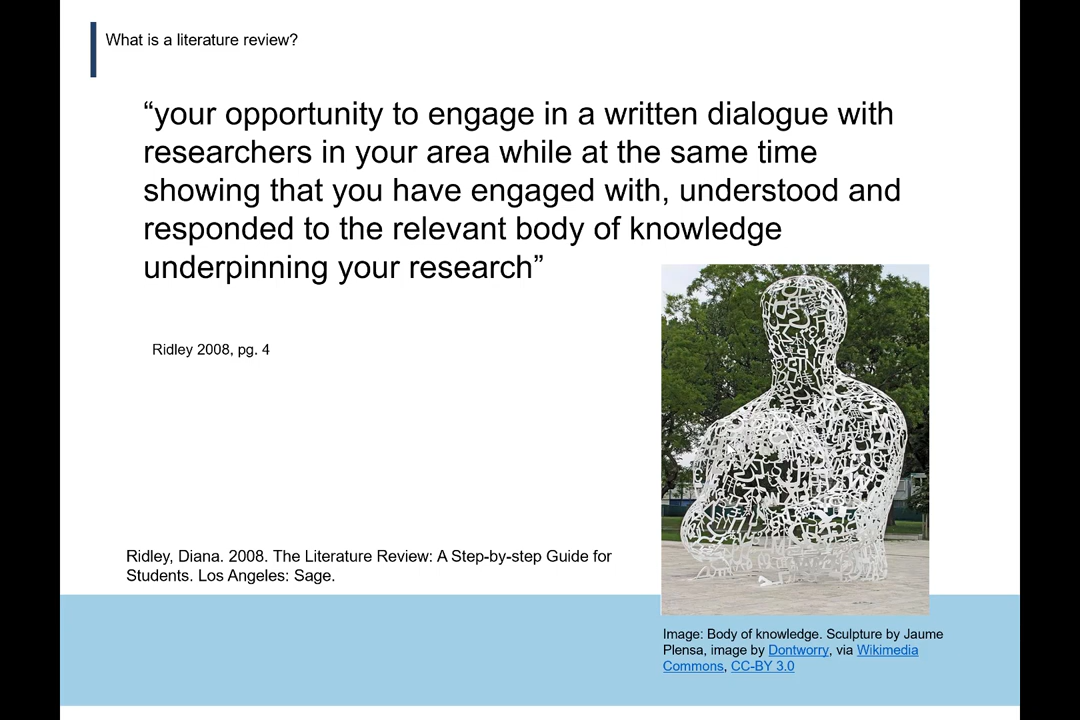 What is a literature review?
“your opportunity to engage in a written dialogue with
researchers in your area while at the same time
showing that you have engaged with, understood and
responded to the relevant body of knowledge
underpinning your research”
Ridley 2008, pg. 4
Ridley, Diana. 2008. The Literature Review: A Step-by-step Guide for
Students. Los Angeles: Sage.
Image: Body of knowledge. Sculpture by Jaume
Plensa, image by Dontworry, via Wikimedia
Commons, CC-BY 3.0